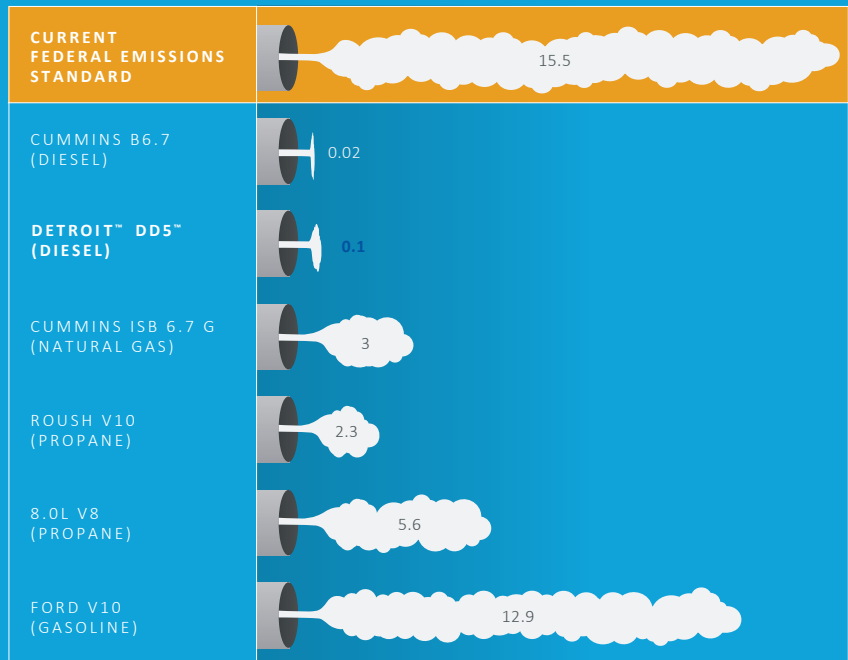 CURRENT
FEDERAL EMISSIONS
STANDARD
15.5
CUMMINS B6.7
(DIESEL)
0.02
DETROIT™ DD5™
(DIESEL)
0.1
CUMMINS ISB 6.7 G
(NATURAL GAS)
3
ROUSH V10
(PROPANE)
2.3
8.0L V8
(PROPANE)
5.6
FORD V10
(GASOLINE)
12.9